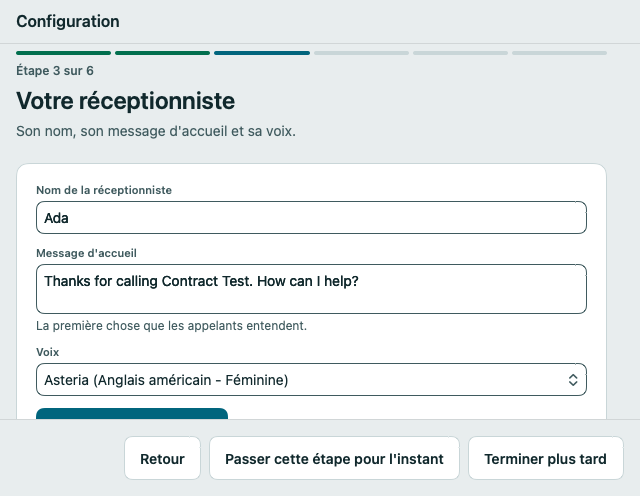 Configuration
Étape 3 sur 6
Votre réceptionniste
Son nom, son message d'accueil et sa voix.
Nom de la réceptionniste
Ada
Message d'accueil
Thanks for calling Contract Test. How can I help?
La première chose que les appelants entendent.
Voix
Asteria (Anglais américain - Féminine)
Retour
Passer cette étape pour l'instant
Terminer plus tard